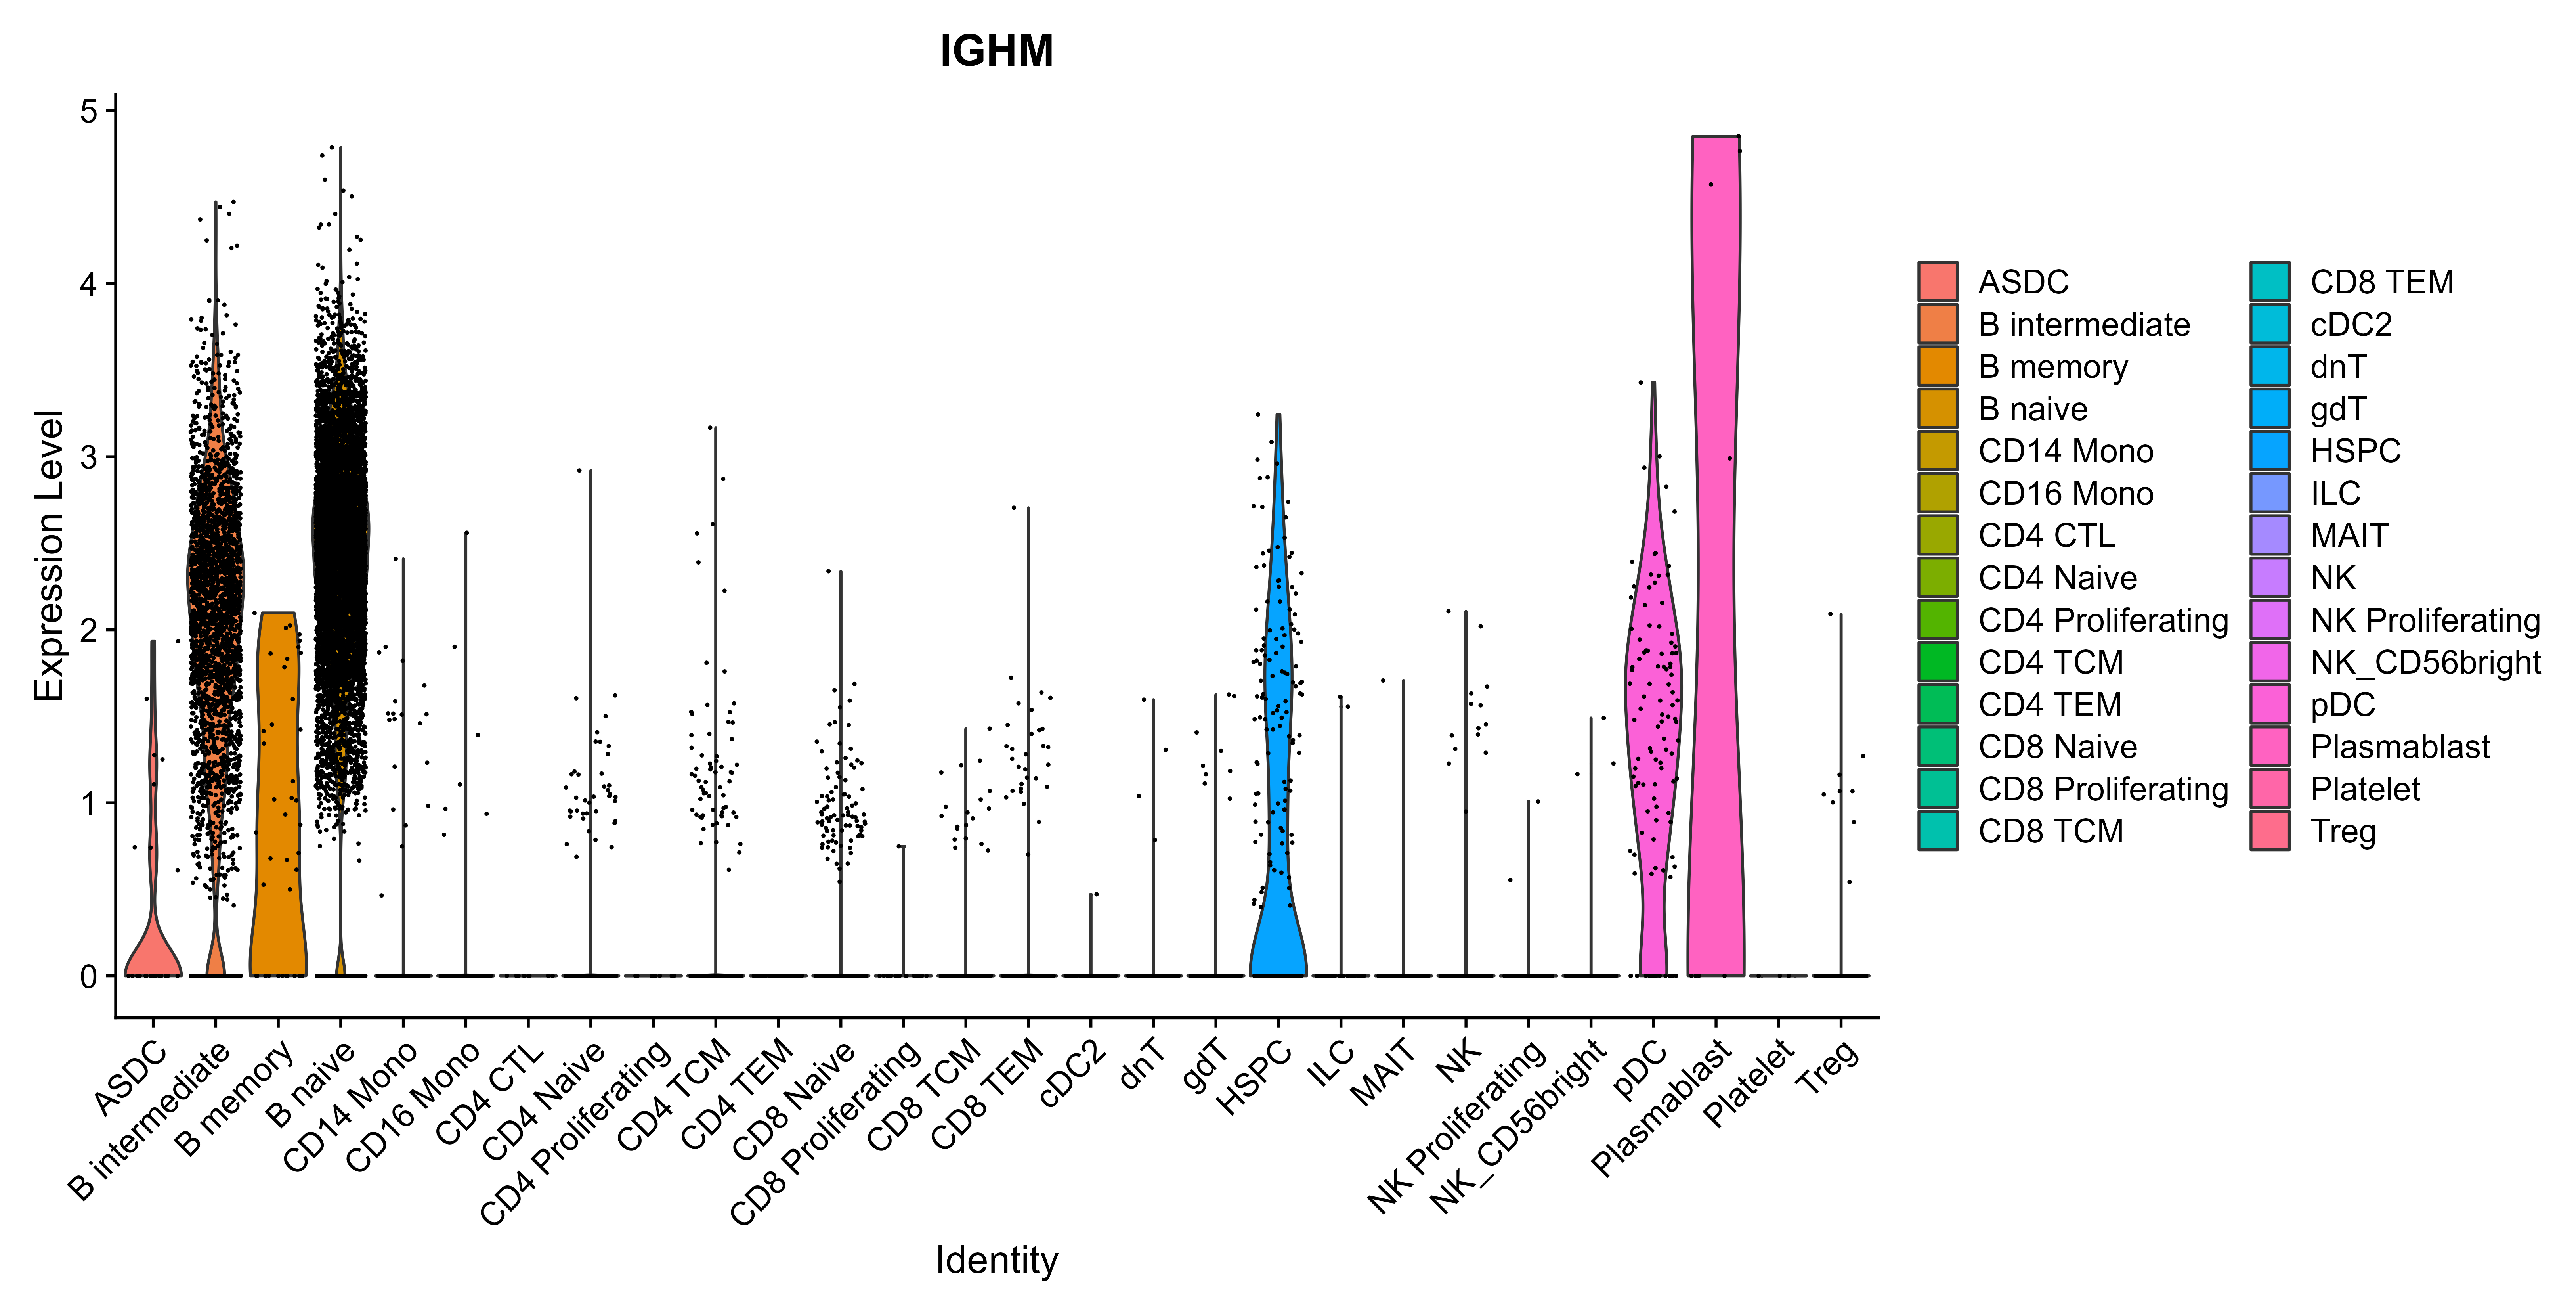 IGHM
Expression Level
5
4
3
2
1
0
ASDC
B intermediate
B memory
B naive
CD14 Mono
CD16 Mono
CD4 CTL
CD4 Naive
CD4 Proliferating
CD4 TCM
CD4 TEM
CD8 Naive
CD8 Proliferating
CD8 TCM
CD8 TEM
cDC2
dnT
gdT
HSPC
ILC
MAIT
NK
NK Proliferating
NK_CD56bright
pDC
Plasmablast
Platelet
Treg
Identity
ASDC
B intermediate
B memory
B naive
CD14 Mono
CD16 Mono
CD4 CTL
CD4 Naive
CD4 Proliferating
CD4 TCM
CD4 TEM
CD8 Naive
CD8 Proliferating
CD8 TCM
CD8 TEM
cDC2
dnT
gdT
HSPC
ILC
MAIT
NK
NK Proliferating
NK_CD56bright
pDC
Plasmablast
Platelet
Treg